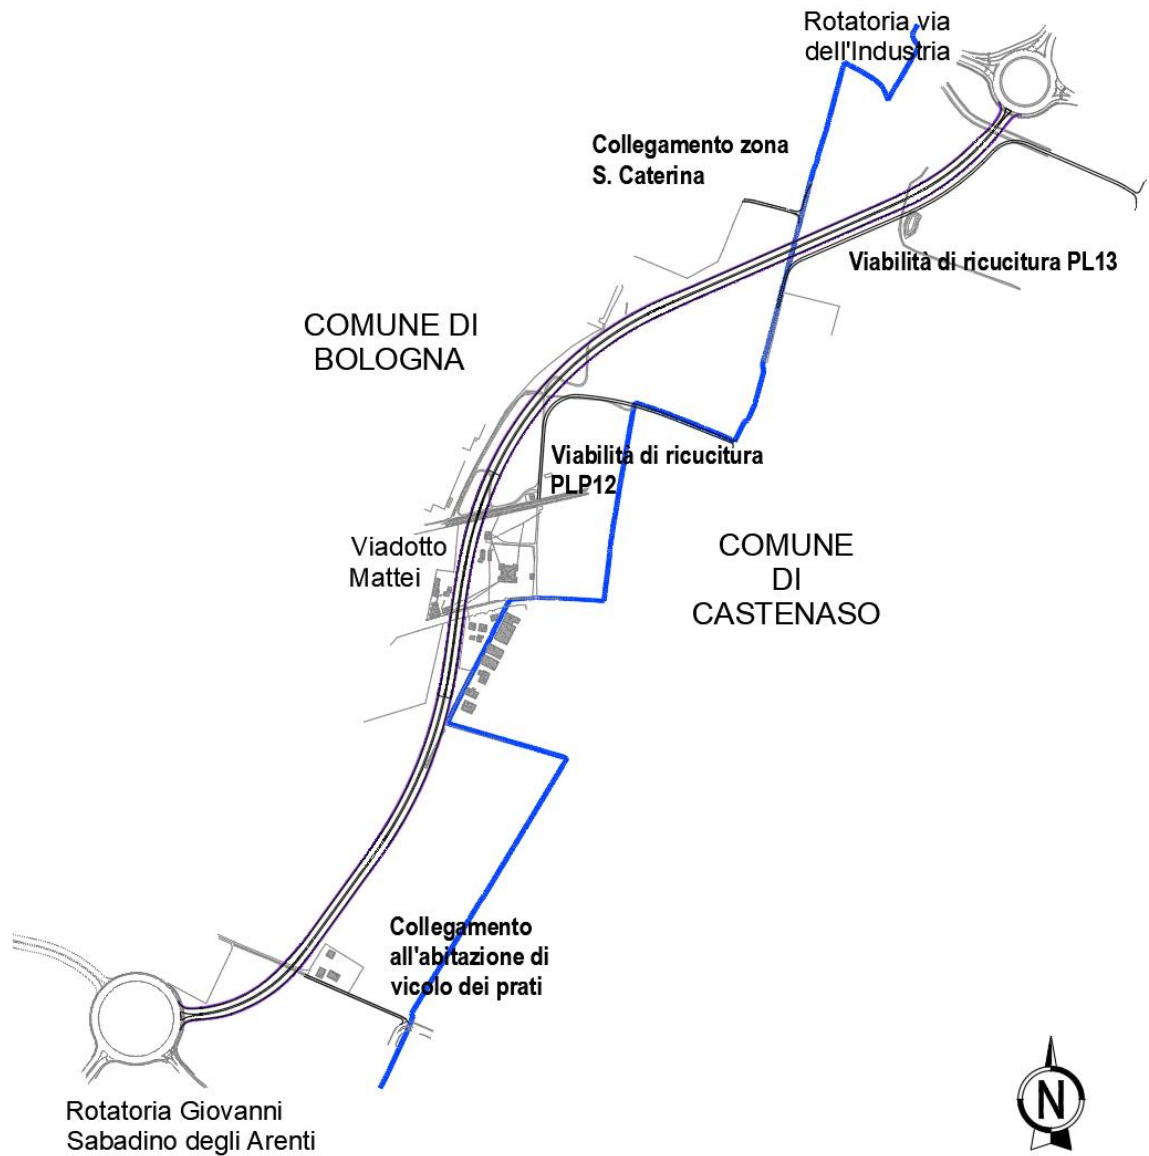 Rotatoria via
dell'Industria
Collegamento zona
S. Caterina
Viabilità di ricucitura PL13
COMUNE DI
BOLOGNA
Viabilità di ricucitura
PLP12
Viadotto
Mattei
COMUNE
DI
CASTENASO
Collegamento
all'abitazione di
vicolo dei prati
Rotatoria Giovanni
Sabadino degli Arenti
N